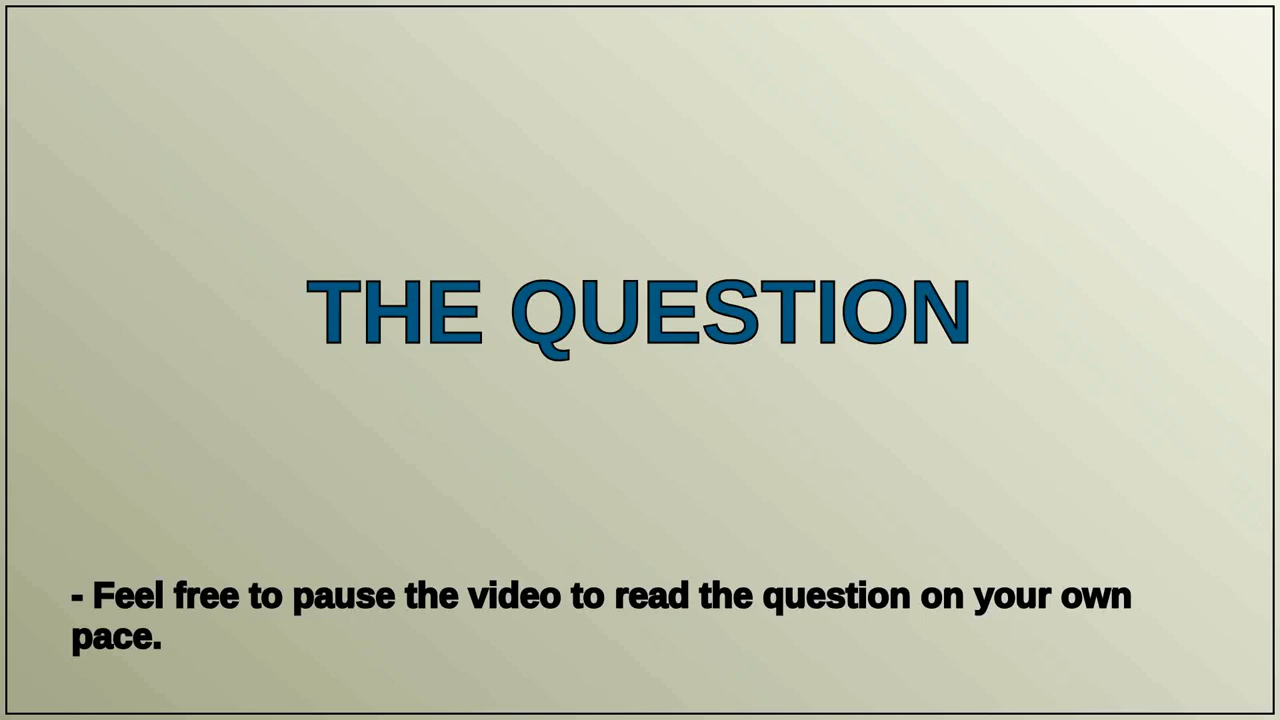 THE QUESTION
- Feel free to pause the video to read the question on your own
pace.